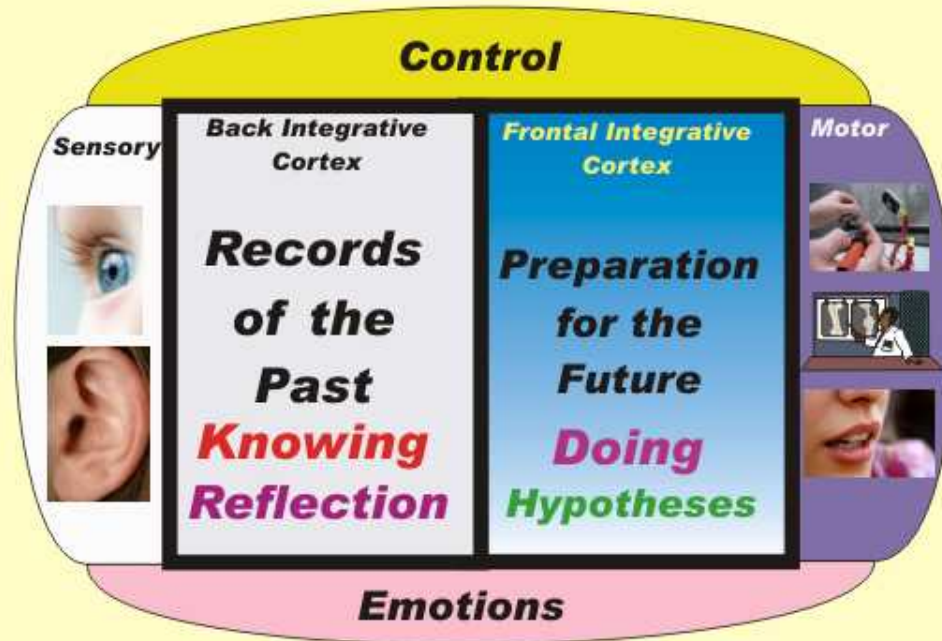 Control
Sensory
Back Integrative
Cortex
Records
of the
Past
Knowing
Reflection
Frontal Integrative
Cortex
Preparation
for the
Future
Doing
Hypotheses
Motor
Emotions